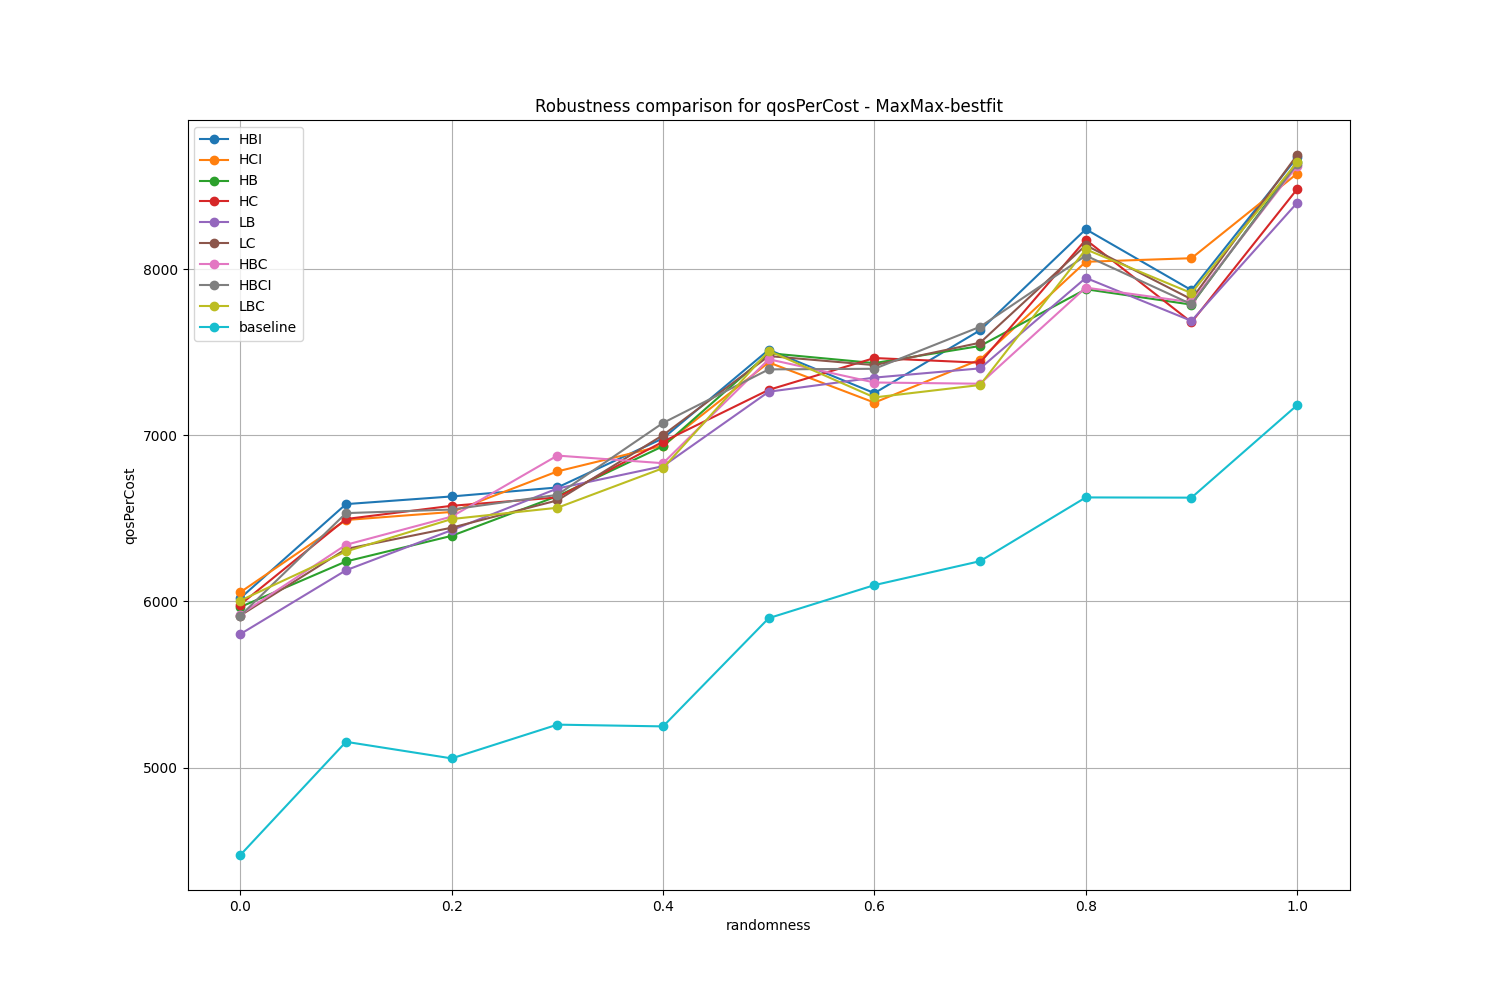 Robustness comparison for qosPerCost - MaxMax-bestfit
HBI
HCI
HB
HC
LB
LC
HBC
HBCI
LBC
baseline
8000
7000
6000
5000
qosPerCost
0.0 0.2 0.4 0.6 0.8 1.0
randomness